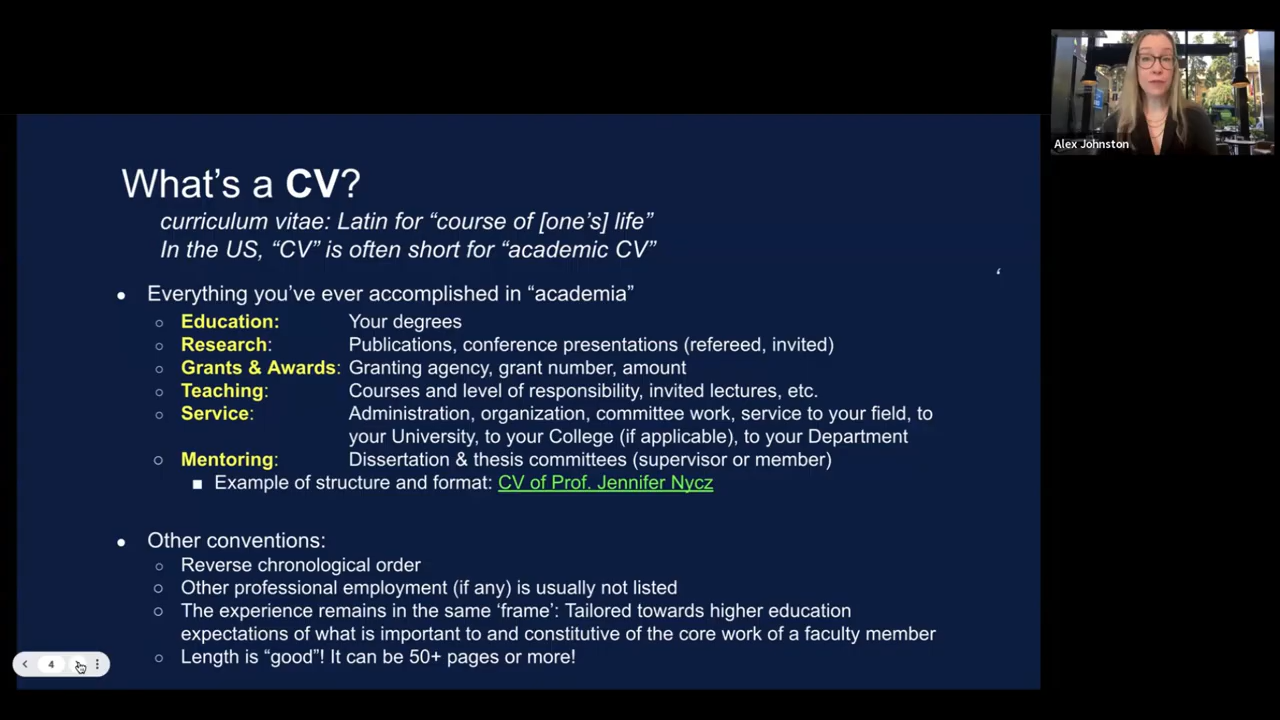 Alex Johnston
What's a CV?
curriculum vitae: Latin for "course of [one's] life"
In the US, "CV" is often short for "academic CV"
‘
● Everything you've ever accomplished in "academia"
○ Education: Your degrees
○ Research: Publications, conference presentations (refereed, invited)
○ Grants & Awards: Granting agency, grant number, amount
○ Teaching: Courses and level of responsibility, invited lectures, etc.
○ Service: Administration, organization, committee work, service to your field, to
your University, to your College (if applicable), to your Department
○ Mentoring: Dissertation & thesis committees (supervisor or member)
■ Example of structure and format: CV of Prof. Jennifer Nycz
● Other conventions:
○ Reverse chronological order
○ Other professional employment (if any) is usually not listed
○ The experience remains in the same 'frame': Tailored towards higher education
expectations of what is important to and constitutive of the core work of a faculty member
○ Length is "good"! It can be 50+ pages or more!
4